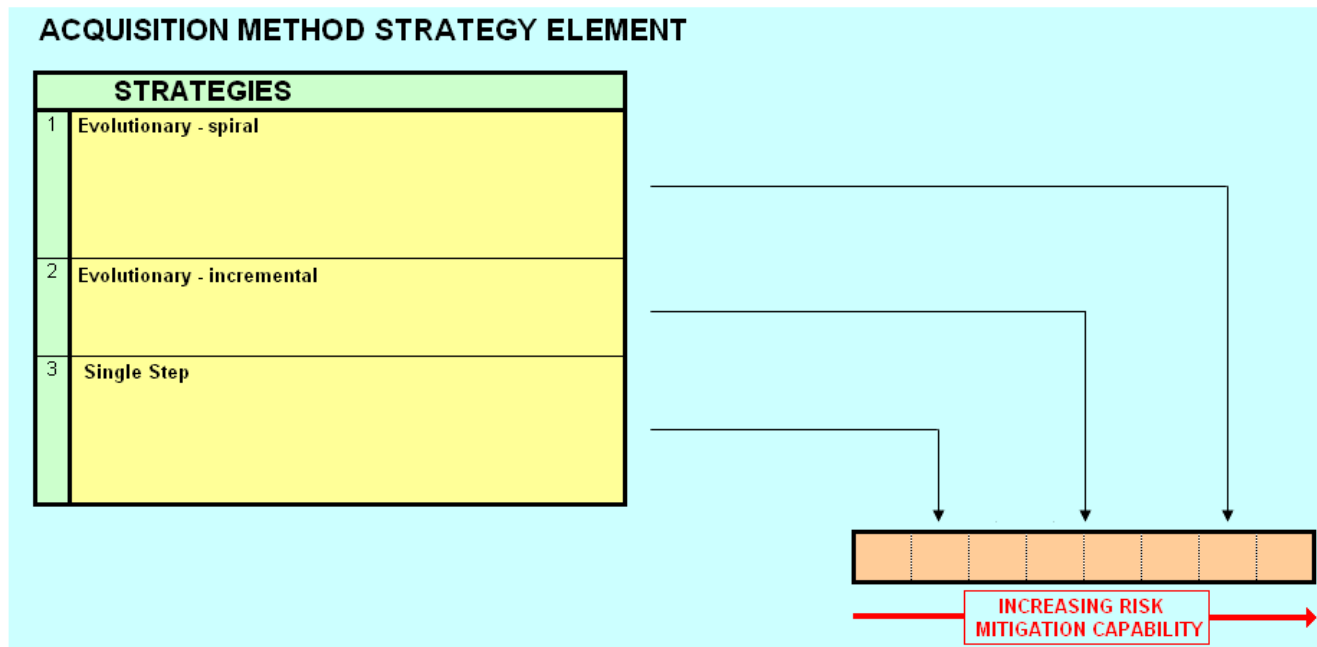 ACQUISITION METHOD STRATEGY ELEMENT
STRATEGIES
1 Evolutionary - spiral
2 Evolutionary - incremental
3 Single Step
INCREASING RISK
MITIGATION CAPABILITY